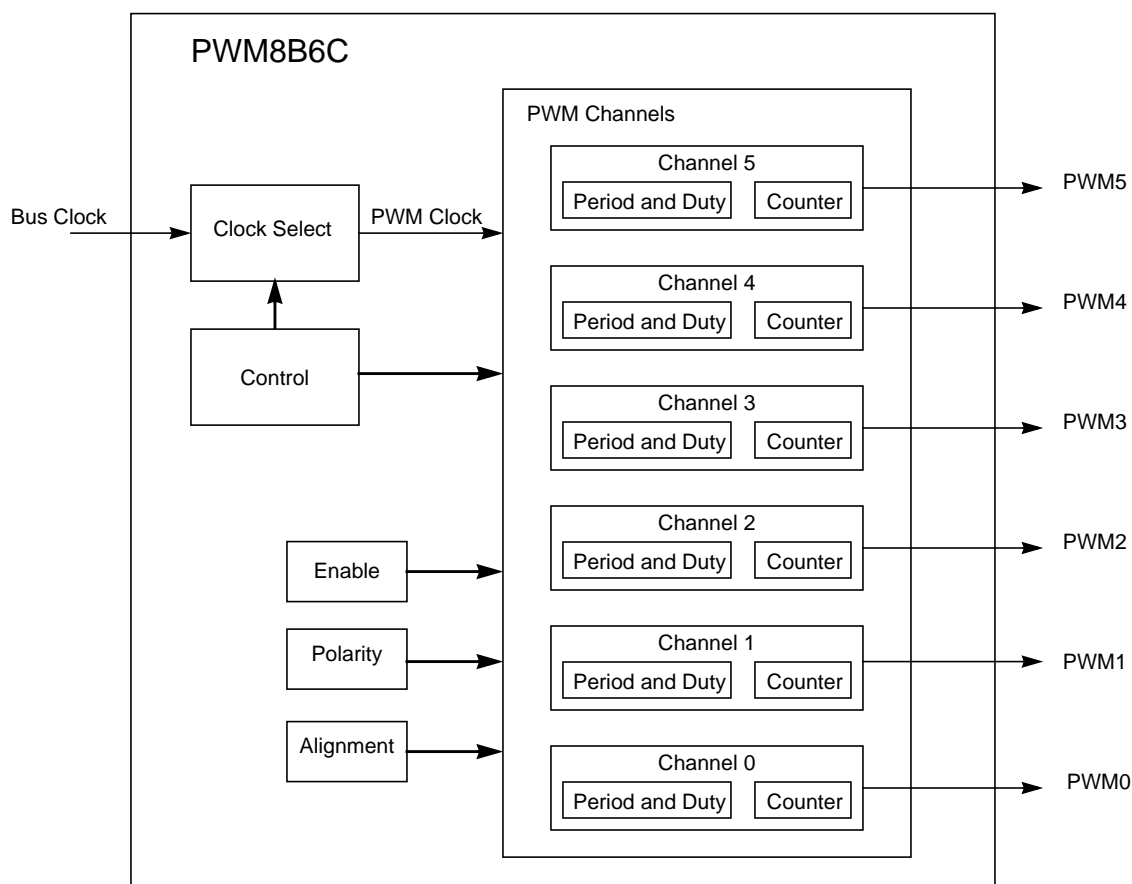 PWM8B6C
PWM Channels
Channel 5
Period and Duty
Counter
PWM5
Bus Clock
Clock Select
PWM Clock
Channel 4
Period and Duty
Counter
PWM4
Control
Channel 3
Period and Duty
Counter
PWM3
Channel 2
Period and Duty
Counter
PWM2
Enable
Channel 1
Period and Duty
Counter
PWM1
Polarity
Alignment
Channel 0
Period and Duty
Counter
PWM0